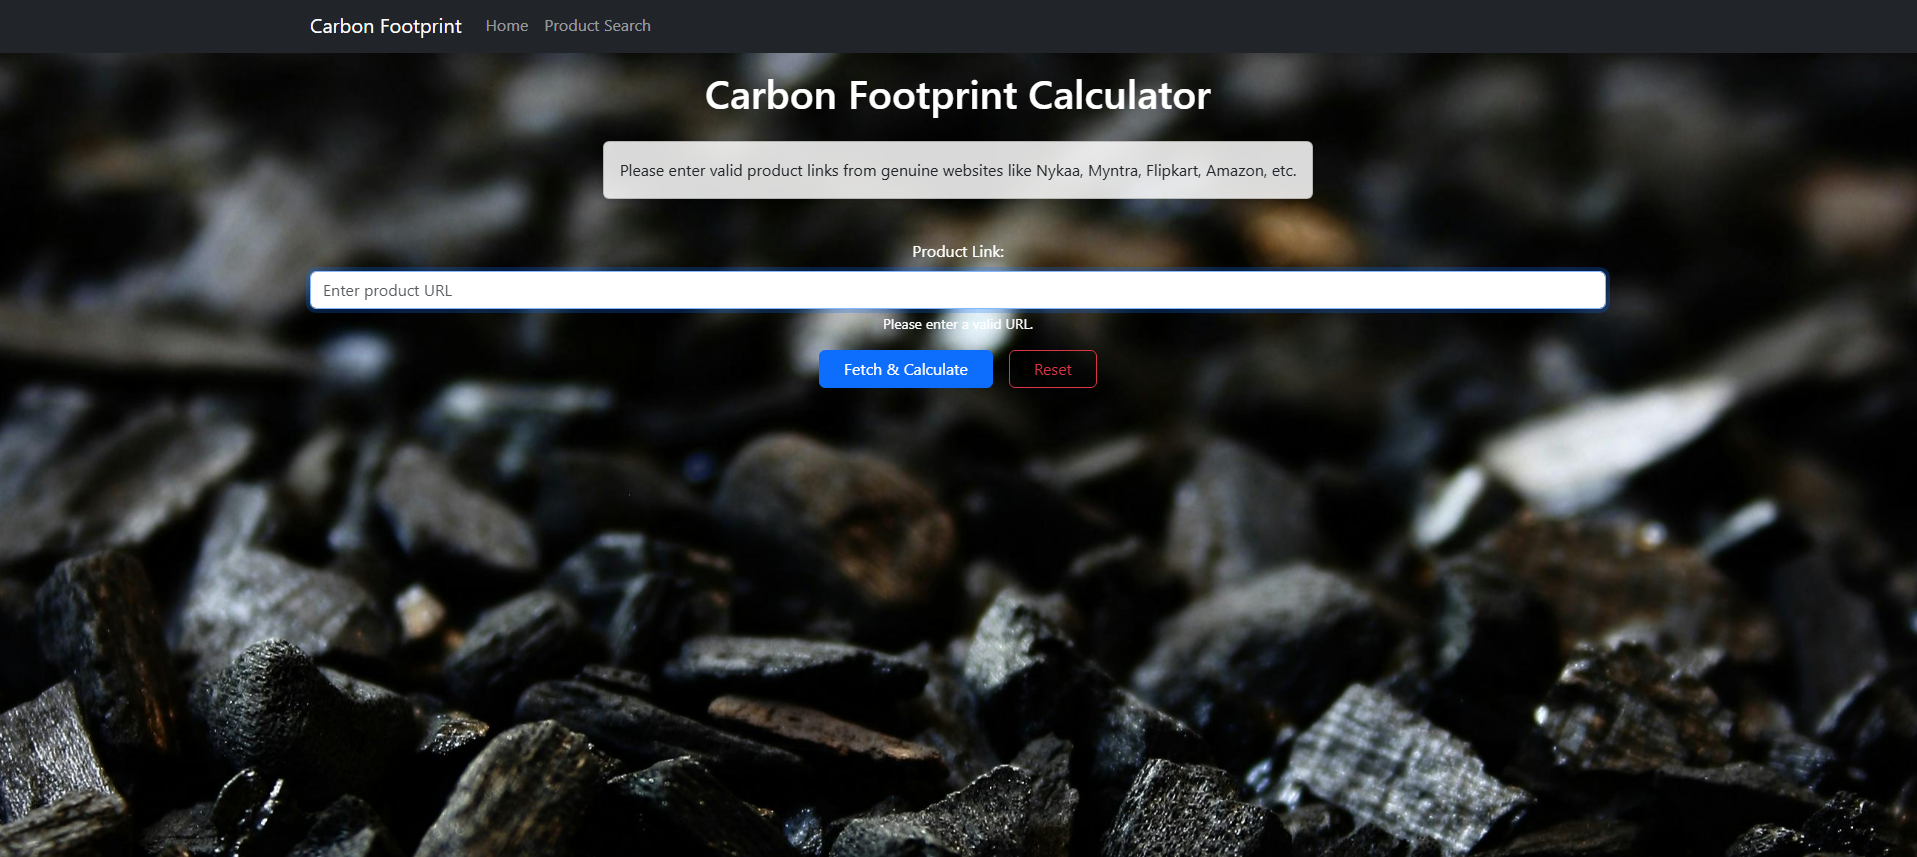 Carbon Footprint Home Product Search
Carbon Footprint Calculator
Please enter valid product links from genuine websites like Nykaa, Myntra, Flipkart, Amazon, etc.
Product Link:
Enter product URL
Please enter a valid URL.
Fetch & Calculate Reset